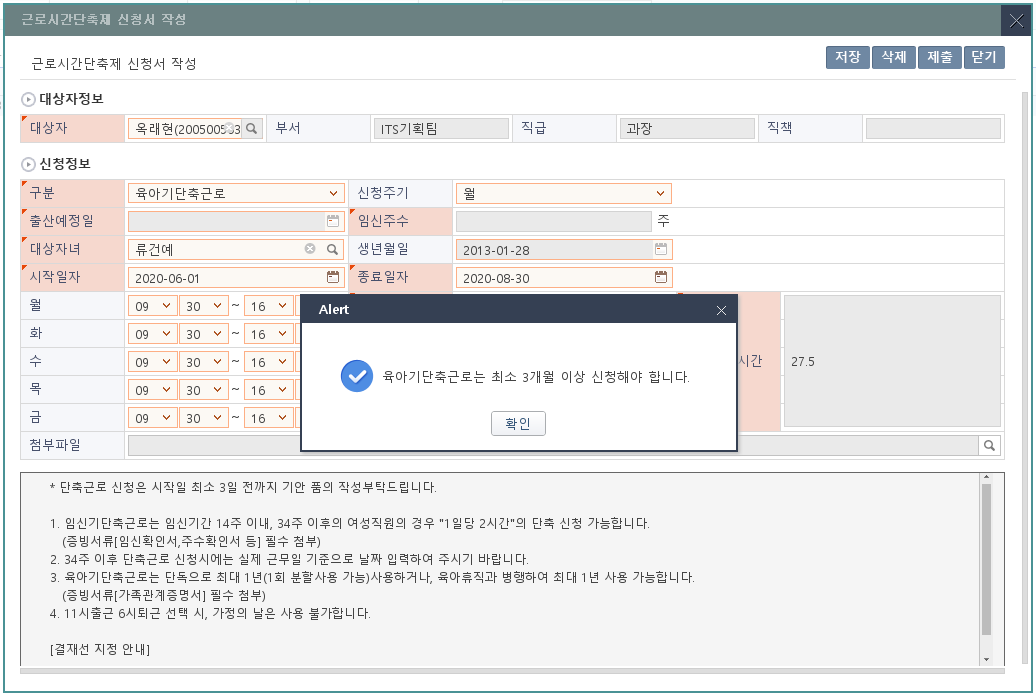 근로시간단축제 신청서 작성
근로시간단축제 신청서 작성
저장 삭제 제출 닫기
대상자정보
대상자 옥래현(200500533 부서 ITS기획팀 직급 과장 직책
신청정보
구분 육아기단축근로 신청주기 월
출산예정일 임신주수 주
대상자녀 류건예 생년월일 2013-01-28
시작일자 2020-06-01 종료일자 2020-08-30
월 09 30 ~ 16
화 09 30 ~ 16
수 09 30 ~ 16 시간 27.5
목 09 30 ~ 16
금 09 30 ~ 16
첨부파일
Alert
육아기단축근로는 최소 3개월 이상 신청해야 합니다.
확인
* 단축근로 신청은 시작일 최소 3일 전까지 기안 품의 작성부탁드립니다.
1. 임신기단축근로는 임신기간 14주 이내, 34주 이후의 여성직원의 경우 "1일당 2시간"의 단축 신청 가능합니다.
(증빙서류[임신확인서,주수확인서 등] 필수 첨부)
2. 34주 이후 단축근로 신청시에는 실제 근무일 기준으로 날짜 입력하여 주시기 바랍니다.
3. 육아기단축근로는 단독으로 최대 1년(1회 분할사용 가능)사용하거나, 육아휴직과 병행하여 최대 1년 사용 가능합니다.
(증빙서류[가족관계증명서] 필수 첨부)
4. 11시출근 6시퇴근 선택 시, 가정의 날은 사용 불가합니다.
[결재선 지정 안내]